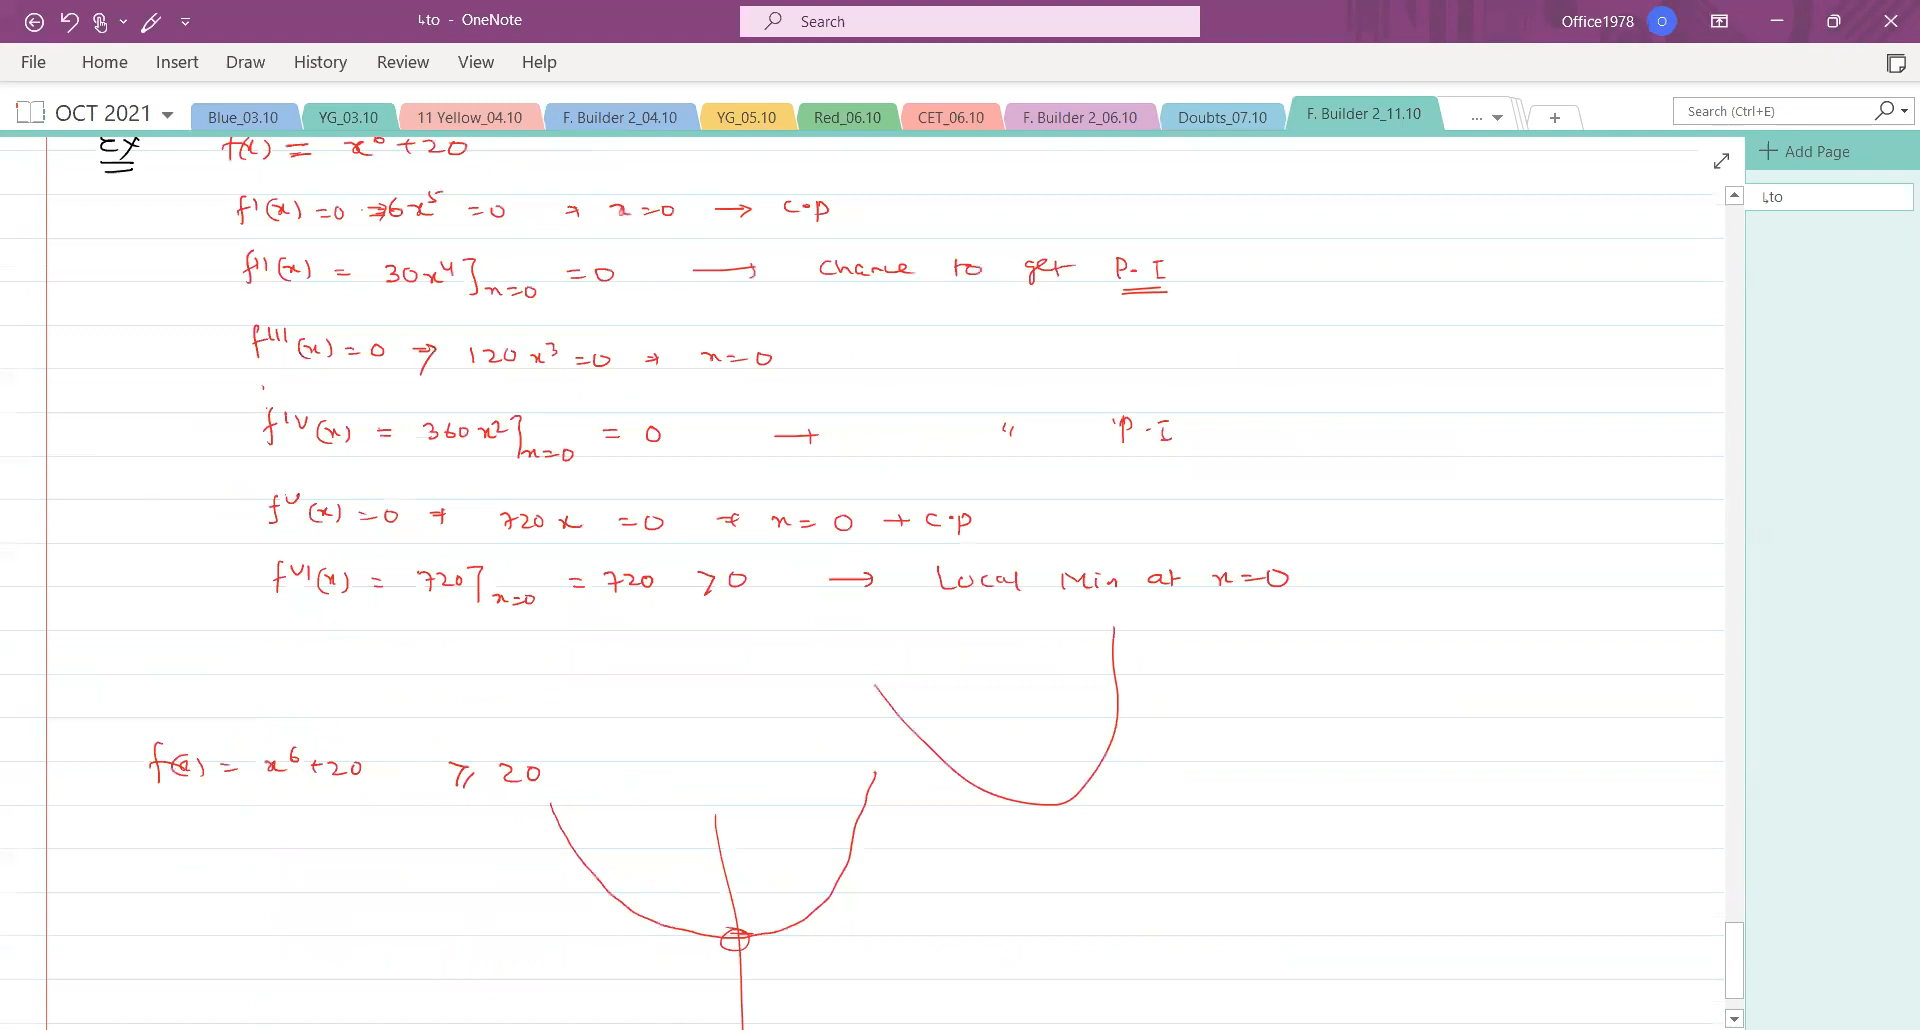 ↳to - OneNote
Search
Office1978
O
File Home Insert Draw History Review View Help
OCT 2021
Blue_03.10 YG_03.10 11 Yellow_04.10 F. Builder 2_04.10 YG_05.10 Red_06.10 CET_06.10 F. Builder 2_06.10 Doubts_07.10 F. Builder 2_11.10 ... +
Search (Ctrl+E)
Add Page
↳to
Ex f(x) = x⁶ + 20
f'(x) = 0 ⇒ 6x⁵ = 0 ⇒ x = 0 → C.P
f''(x) = 30x⁴]ₓ₌₀ = 0 → Chance to get P.I
f'''(x) = 0 ⇒ 120x³ = 0 ⇒ x = 0
f^IV(x) = 360x²]ₓ₌₀ = 0 → " P.I
f^V(x) = 0 ⇒ 720x = 0 ⇒ x = 0 → C.P
f^VI(x) = 720]ₓ₌₀ = 720 > 0 → Local Min at x = 0
f(x) = x⁶ + 20 ≥ 20